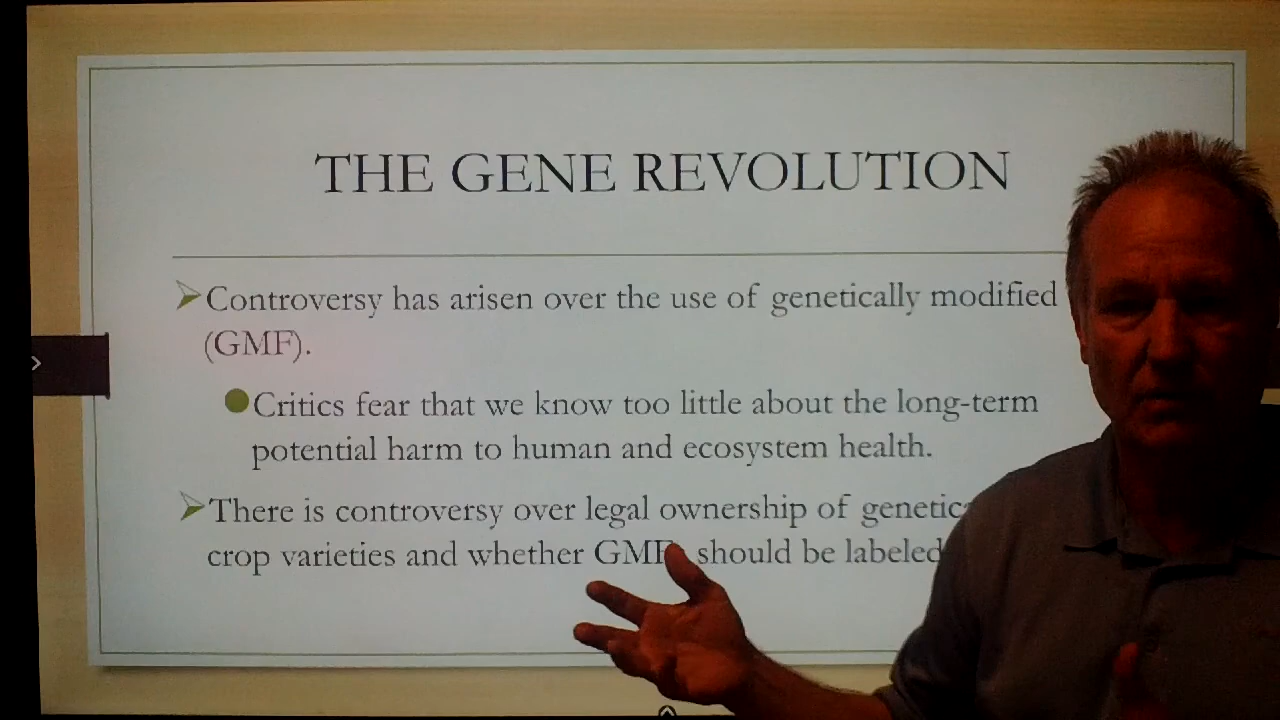 THE GENE REVOLUTION
Controversy has arisen over the use of genetically modified
(GMF).
Critics fear that we know too little about the long-term
potential harm to human and ecosystem health.
There is controversy over legal ownership of
crop varieties and whether should be labeled